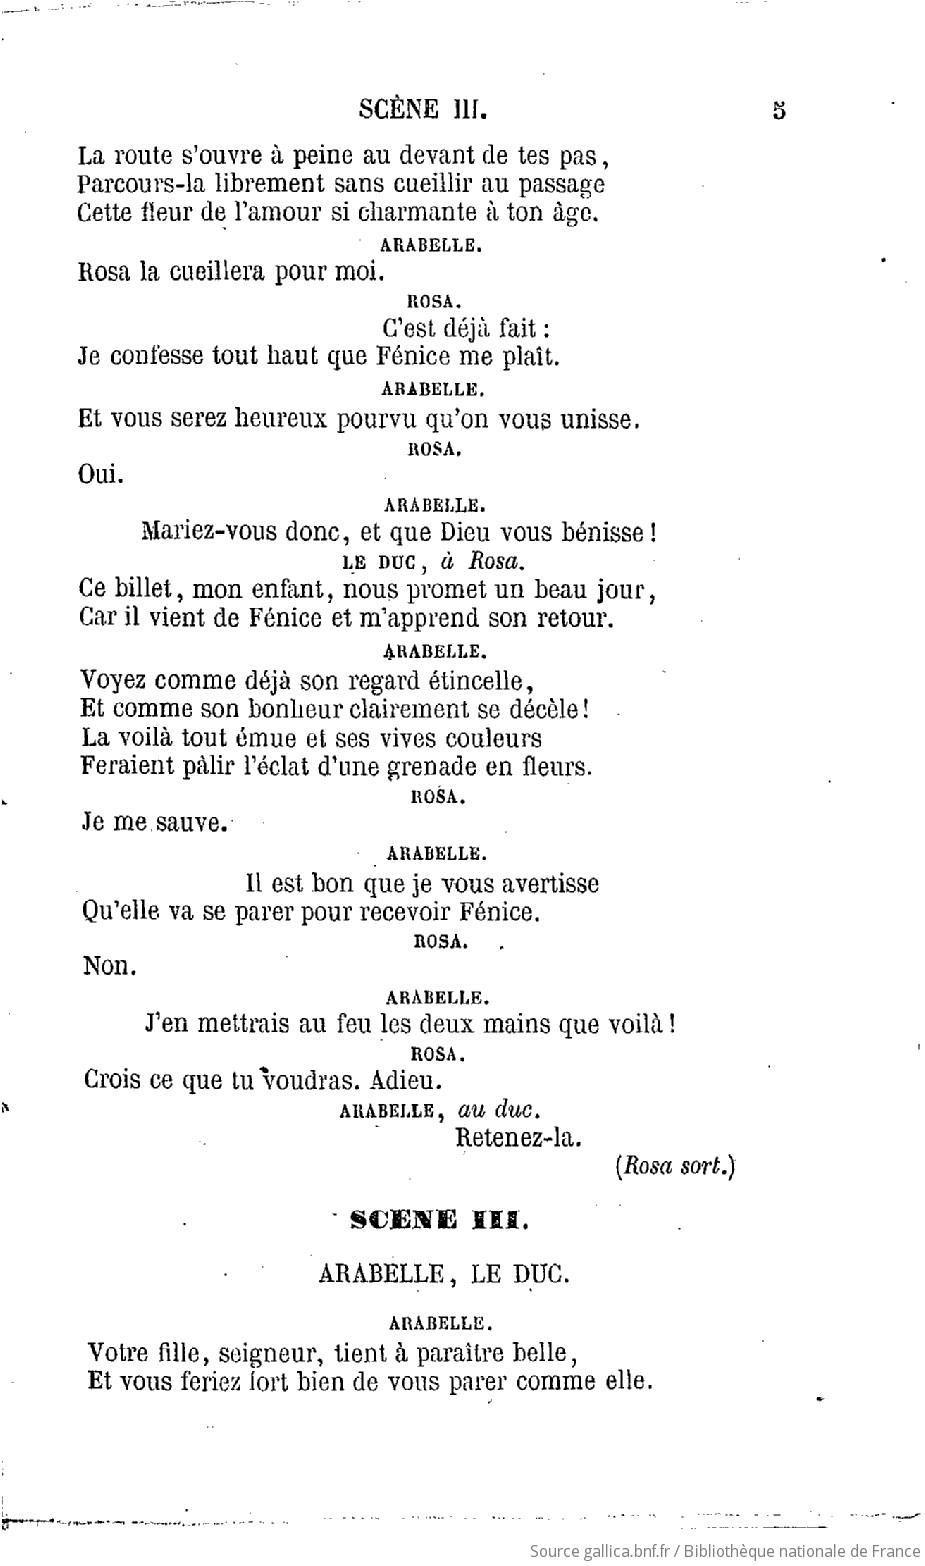 SCÈNE III. 5
La route s'ouvre à peine au devant de tes pas,
Parcours-la librement sans cueillir au passage
Cette fleur de l'amour si charmante à ton âge.
ARABELLE.
Rosa la cueillera pour moi.
ROSA.
C'est déjà fait :
Je confesse tout haut que Fénice me plaît.
ARABELLE.
Et vous serez heureux pourvu qu'on vous unisse.
ROSA.
Oui.
ARABELLE.
Mariez-vous donc, et que Dieu vous bénisse !
LE DUC, à Rosa.
Ce billet, mon enfant, nous promet un beau jour,
Car il vient de Fénice et m'apprend son retour.
ARABELLE.
Voyez comme déjà son regard étincelle,
Et comme son bonheur clairement se décèle !
La voilà tout émue et ses vives couleurs
Feraient pâlir l'éclat d'une grenade en fleurs.
ROSA.
Je me sauve.
ARABELLE.
Il est bon que je vous avertisse
Qu'elle va se parer pour recevoir Fénice.
ROSA.
Non.
ARABELLE.
J'en mettrais au feu les deux mains que voilà !
ROSA.
Crois ce que tu voudras. Adieu.
ARABELLE, au duc.
Retenez-la.
(Rosa sort.)
SCENE III.
ARABELLE, LE DUC.
ARABELLE.
Votre fille, seigneur, tient à paraître belle,
Et vous feriez fort bien de vous parer comme elle.
Source gallica.bnf.fr / Bibliothèque nationale de France